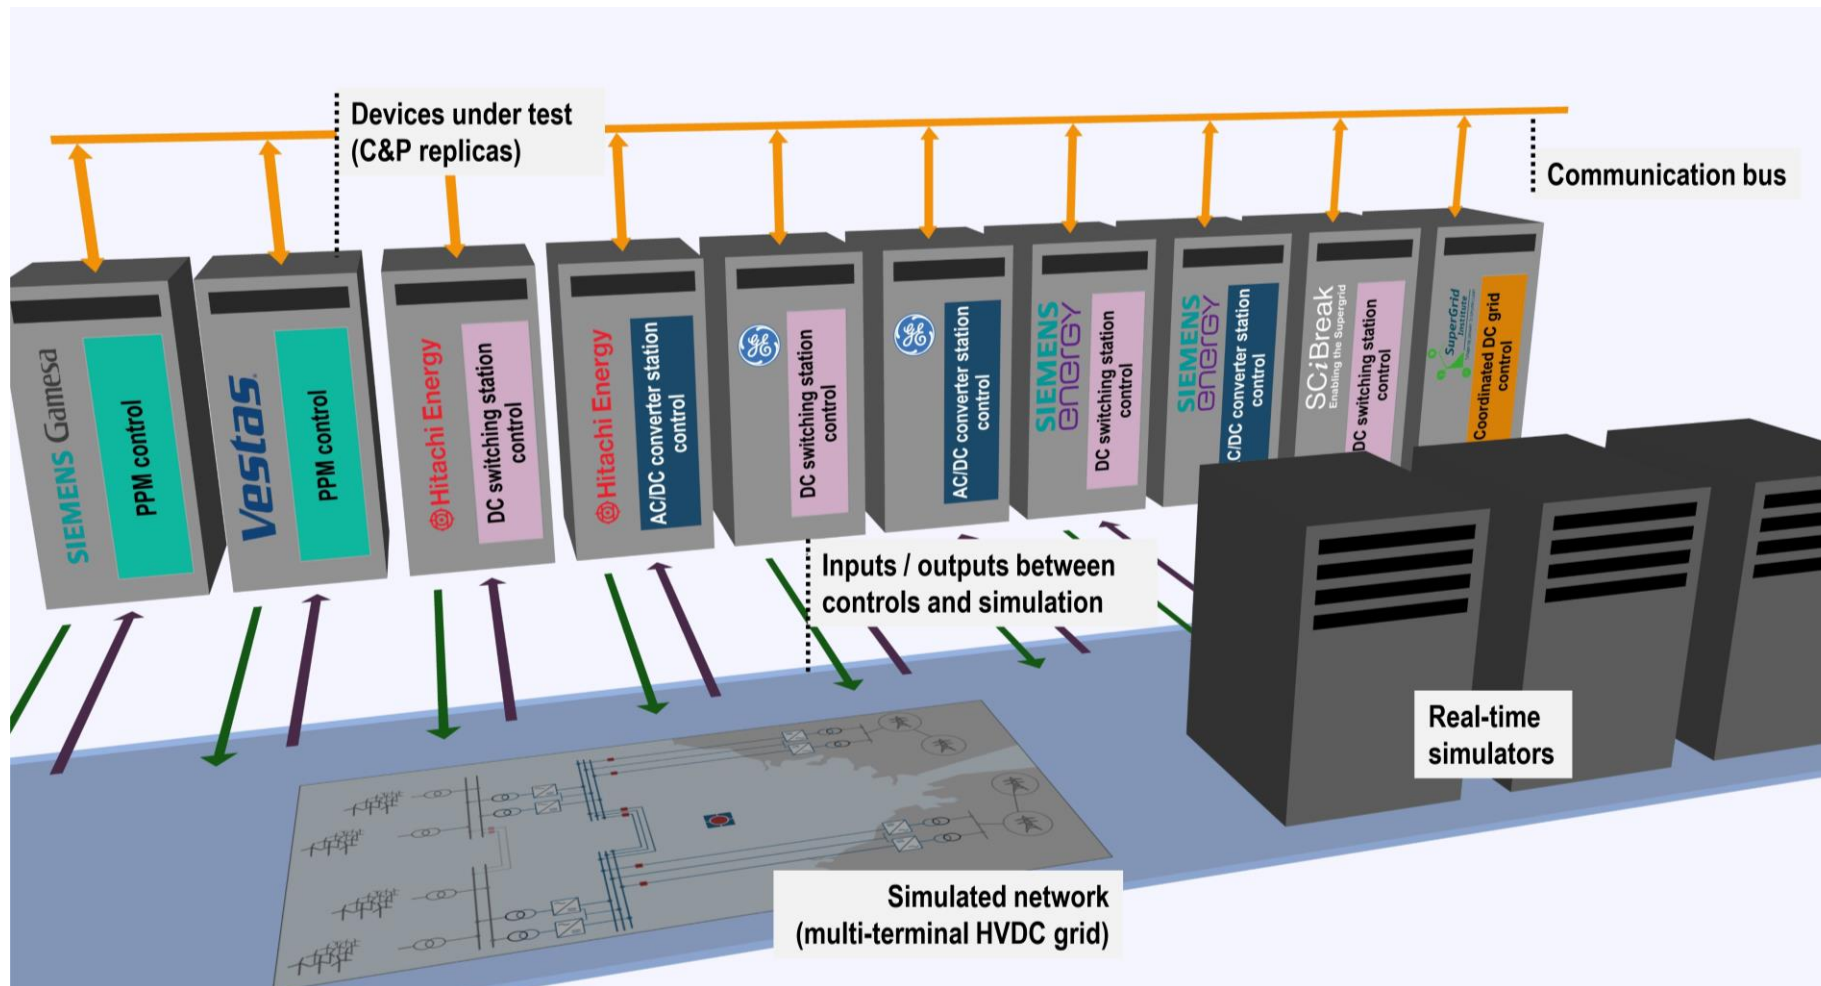 Devices under test
(C&P replicas)
Communication bus
SIEMENS Gamesa
PPM control
Vestas
PPM control
Hitachi Energy
DC switching station
control
Hitachi Energy
AC/DC converter station
control
GE
DC switching station
control
GE
AC/DC converter station
control
SIEMENS
energy
DC switching station
control
SIEMENS
energy
C/DC converter station
control
SCiBreak
Enabling the Supergrid
DC switching station
control
SuperGrid
Institute
Coordinated DC grid
control
Inputs / outputs between
controls and simulation
Real-time
simulators
Simulated network
(multi-terminal HVDC grid)